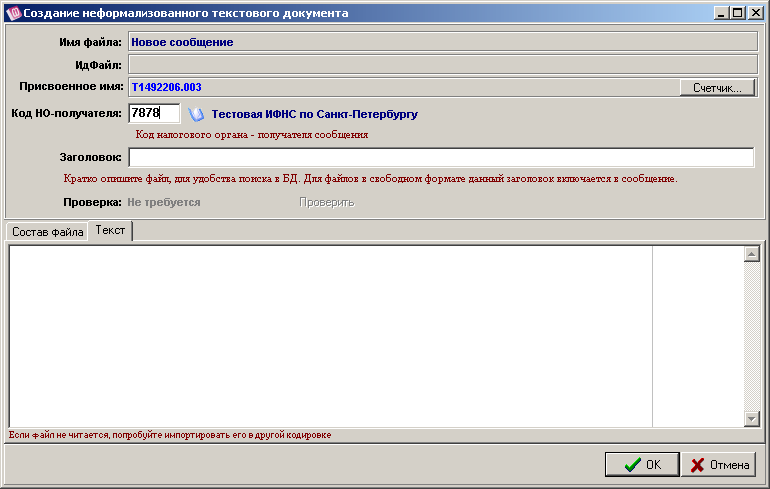 Создание неформализованного текстового документа
Имя файла: Новое сообщение
ИдФайл:
Присвоенное имя: T1492206.003 Счетчик...
Код НО-получателя: 7878 Тестовая ИФНС по Санкт-Петербургу
Код налогового органа - получателя сообщения
Заголовок:
Кратко опишите файл, для удобства поиска в БД. Для файлов в свободном формате данный заголовок включается в сообщение.
Проверка: Не требуется Проверить
Состав файла Текст
Если файл не читается, попробуйте импортировать его в другой кодировке
OK Отмена